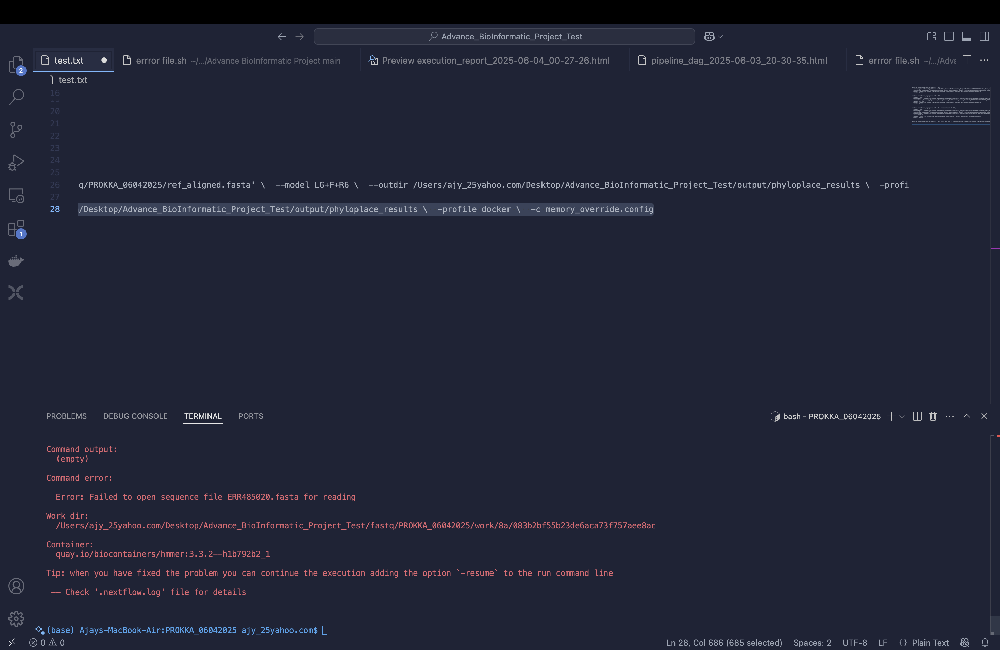 Advance_BioInformatic_Project_Test
test.txt
errror file.sh ~/.../Advance BioInformatic Project main
Preview execution_report_2025-06-04_00-27-26.html
pipeline_dag_2025-06-03_20-30-35.html
errror file.sh ~/.../Adva
2
test.txt
16
20
21
22
23
24
25
26 q/PROKKA_06042025/ref_aligned.fasta' \  --model LG+F+R6 \  --outdir /Users/ajy_25yahoo.com/Desktop/Advance_BioInformatic_Project_Test/output/phyloplace_results \  -profi
27
28 /Desktop/Advance_BioInformatic_Project_Test/output/phyloplace_results \  -profile docker \  -c memory_override.config
1
PROBLEMS DEBUG CONSOLE TERMINAL PORTS
bash - PROKKA_06042025
Command output:
(empty)
Command error:
Error: Failed to open sequence file ERR485020.fasta for reading
Work dir:
/Users/ajy_25yahoo.com/Desktop/Advance_BioInformatic_Project_Test/fastq/PROKKA_06042025/work/8a/083b2bf55b23de6aca73f757aee8ac
Container:
quay.io/biocontainers/hmmer:3.3.2--h1b792b2_1
Tip: when you have fixed the problem you can continue the execution adding the option `-resume` to the run command line
-- Check '.nextflow.log' file for details
(base) Ajays-MacBook-Air:PROKKA_06042025 ajy_25yahoo.com$
0 0
Ln 28, Col 686 (685 selected) Spaces: 2 UTF-8 LF {} Plain Text